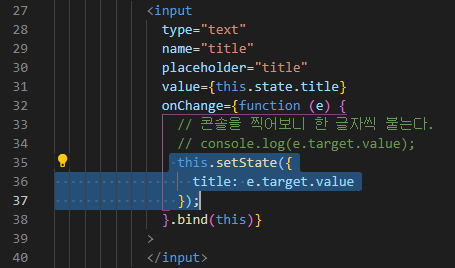 27 <input
28 type="text"
29 name="title"
30 placeholder="title"
31 value={this.state.title}
32 onChange={function (e) {
33 // 콘솔을 찍어보니 한 글자씩 붙는다.
34 // console.log(e.target.value);
35 this.setState({
36 title: e.target.value
37 });
38 }.bind(this)}
39 >
40 </input>